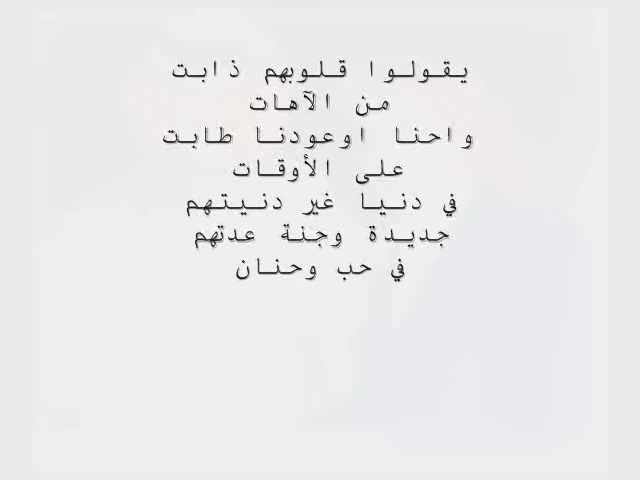 يقولوا قلوبهم ذابت
من الآهات
واحنا اوعودنا طابت
على الأوقات
في دنيا غير دنيتهم
جديدة وجنة عدتهم
في حب وحنان